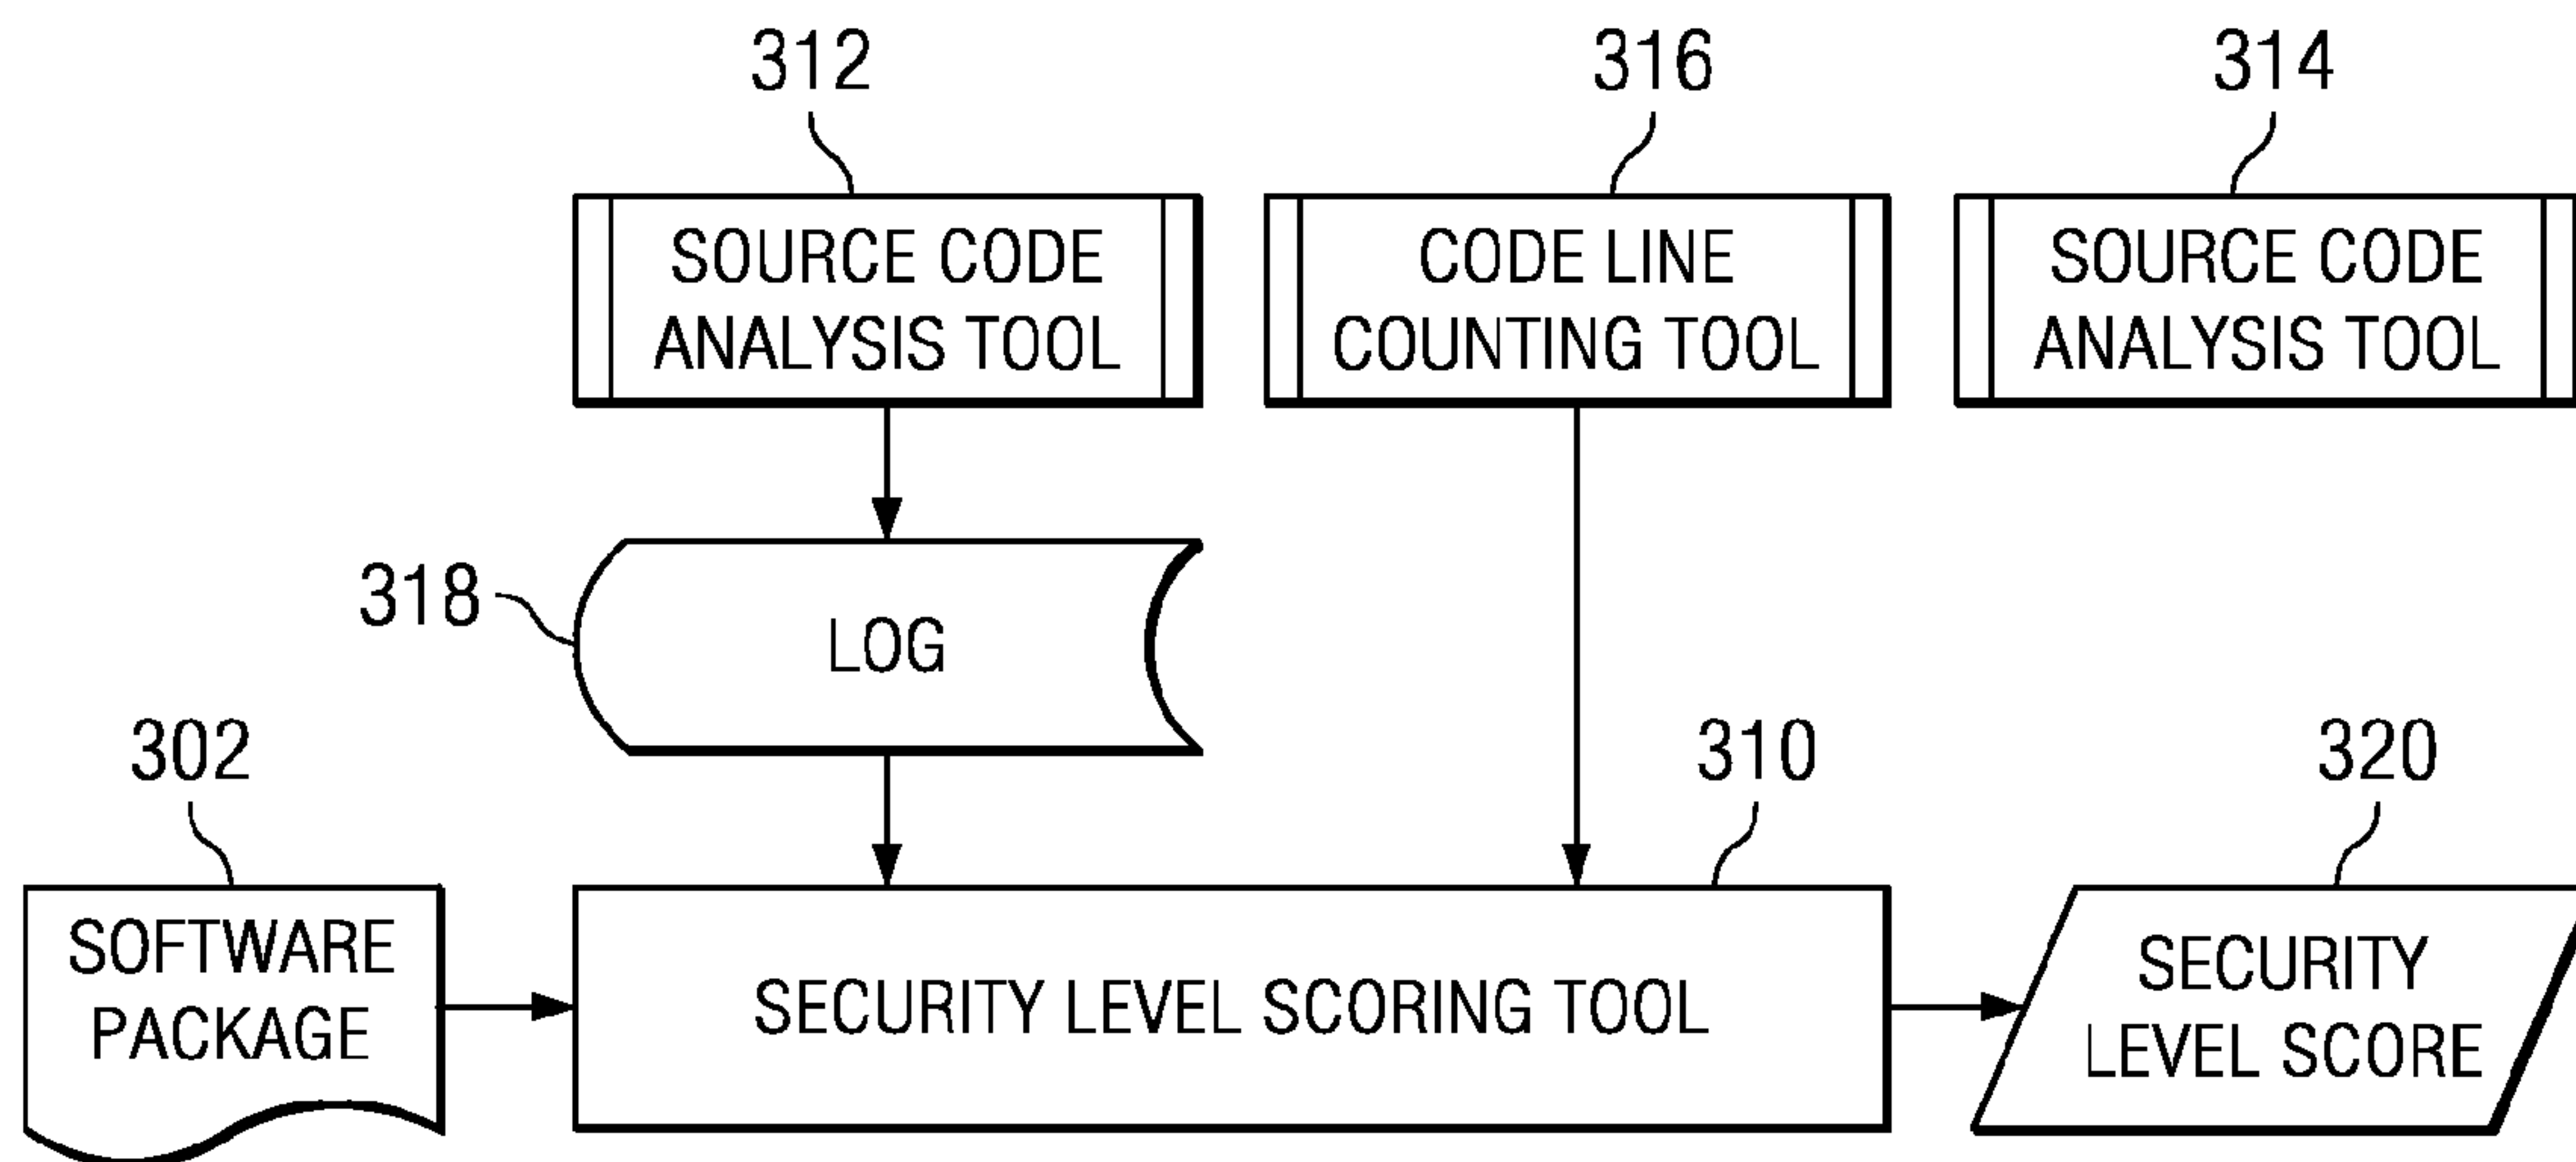 312
316
314
SOURCE CODE
ANALYSIS TOOL
CODE LINE
COUNTING TOOL
SOURCE CODE
ANALYSIS TOOL
318
LOG
302
310
320
SOFTWARE
PACKAGE
SECURITY LEVEL SCORING TOOL
SECURITY
LEVEL SCORE